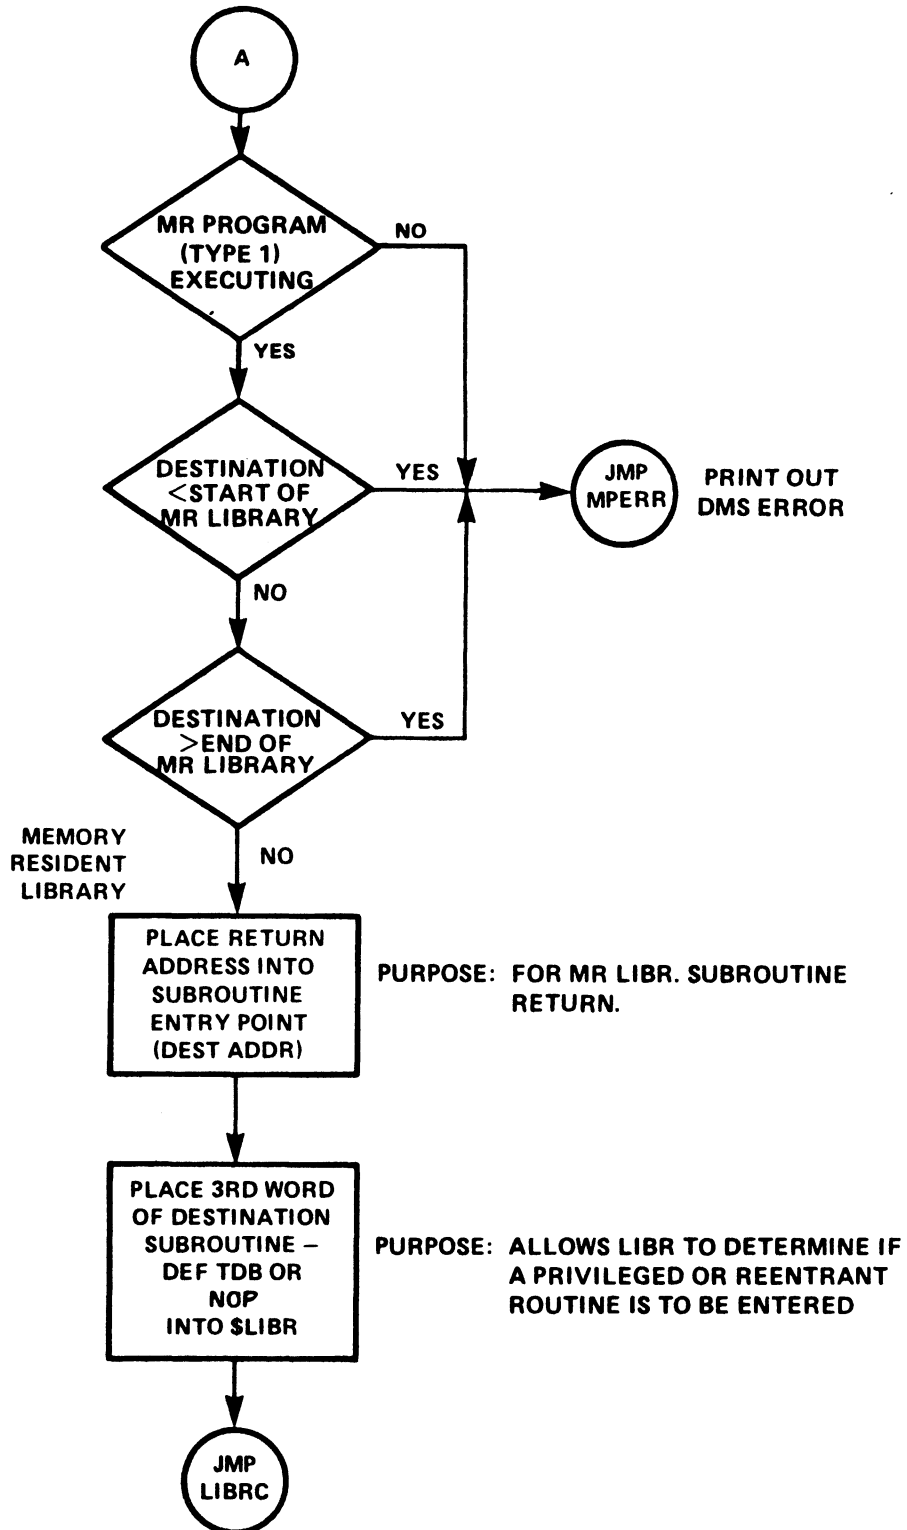 A
MR PROGRAM
(TYPE 1)
EXECUTING
NO
YES
DESTINATION
<START OF
MR LIBRARY
YES
JMP
MPERR
PRINT OUT
DMS ERROR
NO
DESTINATION
>END OF
MR LIBRARY
YES
MEMORY
RESIDENT
LIBRARY
NO
PLACE RETURN
ADDRESS INTO
SUBROUTINE
ENTRY POINT
(DEST ADDR)
PURPOSE: FOR MR LIBR. SUBROUTINE
RETURN.
PLACE 3RD WORD
OF DESTINATION
SUBROUTINE –
DEF TDB OR
NOP
INTO $LIBR
PURPOSE: ALLOWS LIBR TO DETERMINE IF
A PRIVILEGED OR REENTRANT
ROUTINE IS TO BE ENTERED
JMP
LIBRC